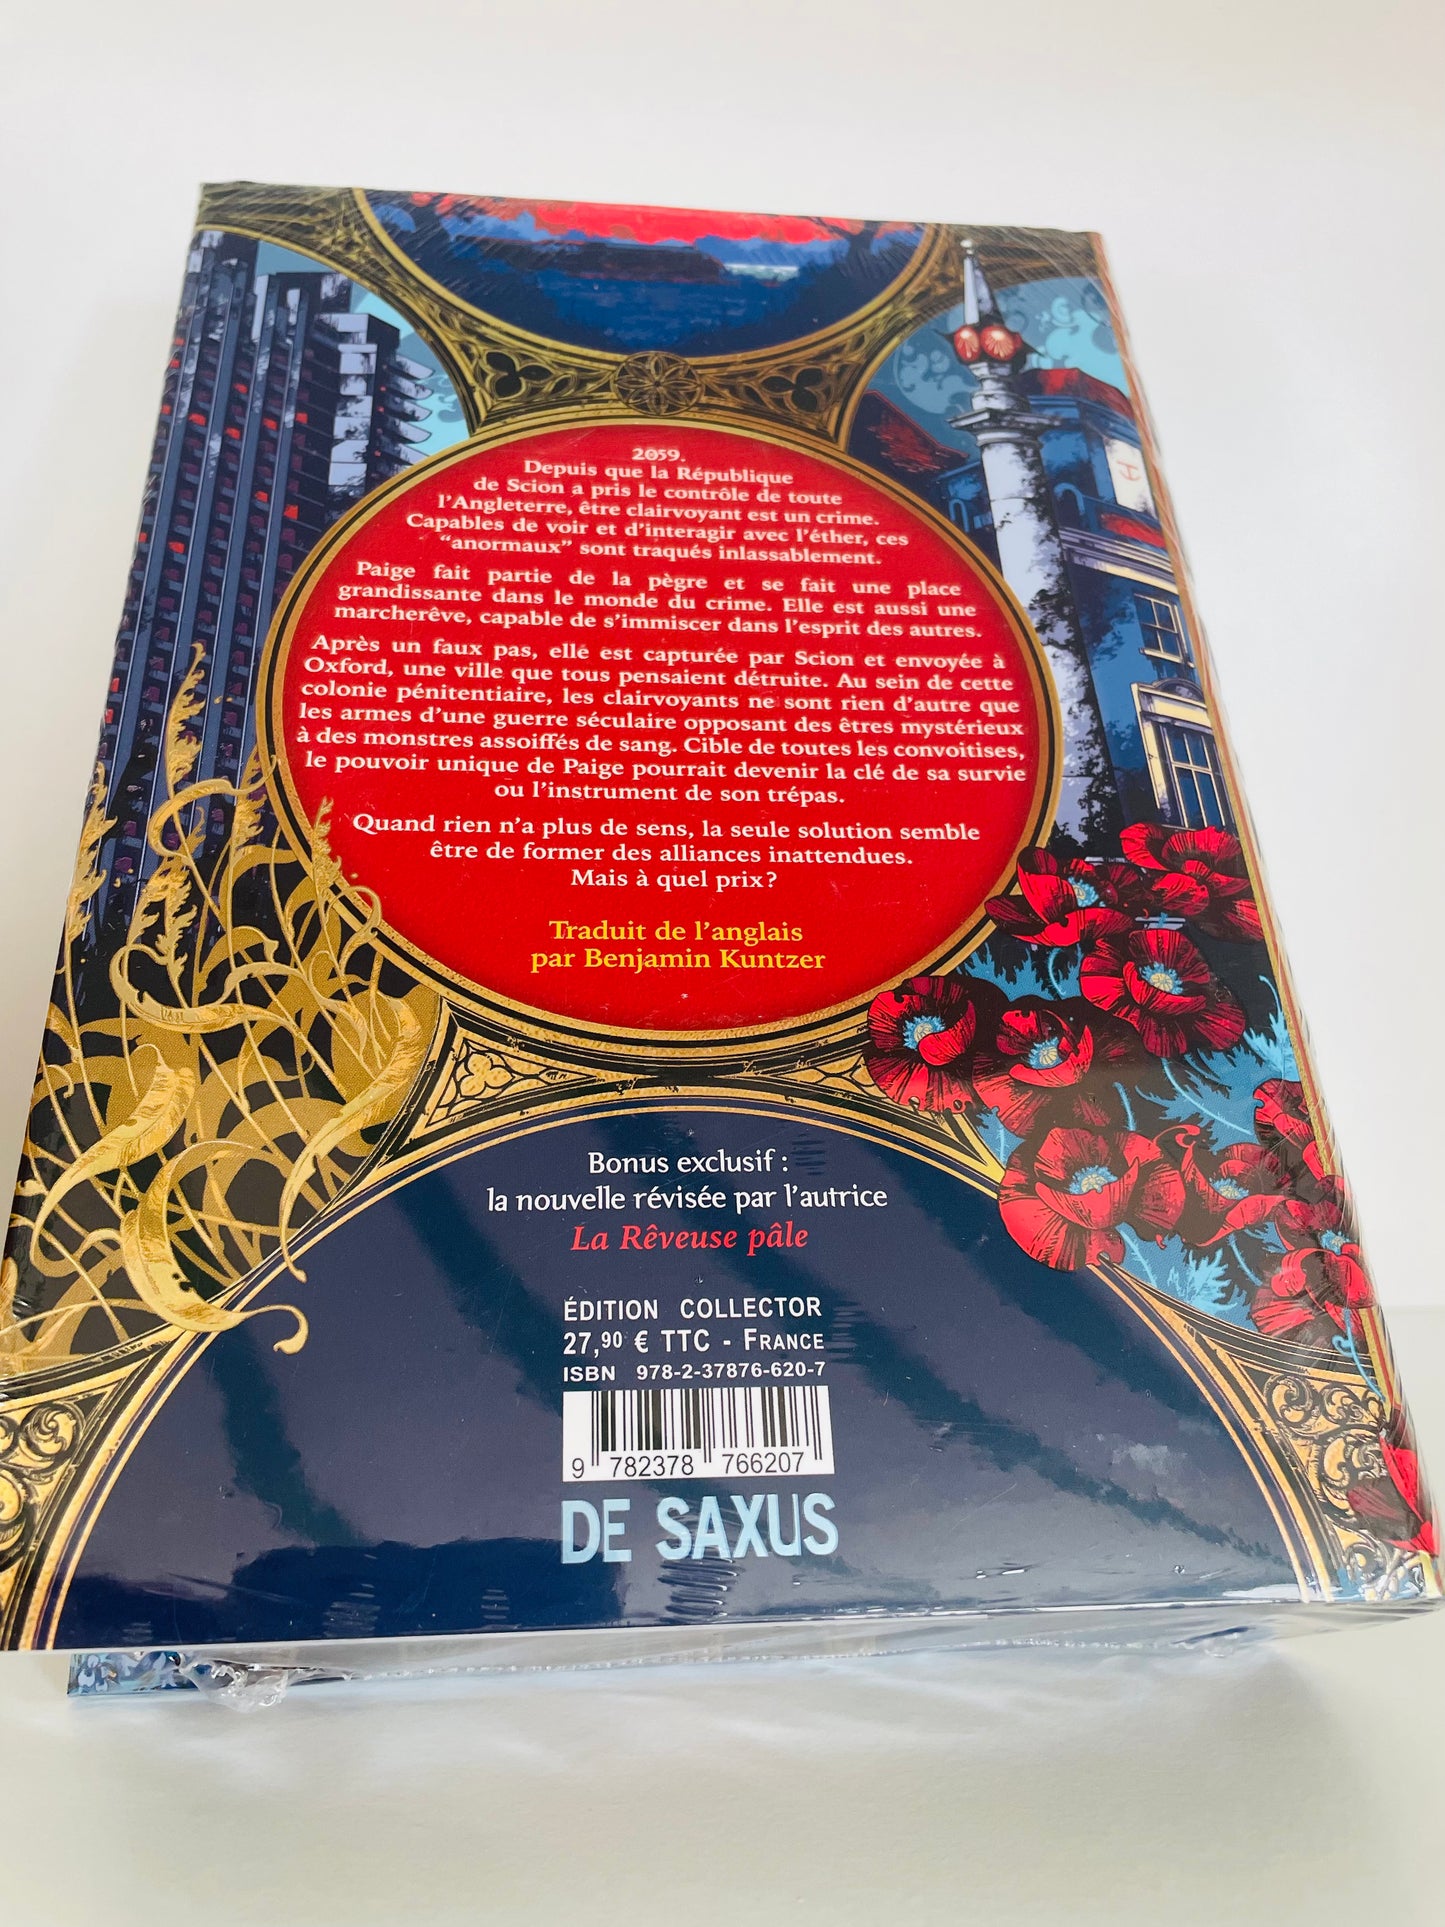 2059.
Depuis que la République
de Scion a pris le contrôle de toute
l'Angleterre, être clairvoyant est un crime.
Capables de voir et d'interagir avec l'éther, ces
“anormaux” sont traqués inlassablement.
Paige fait partie de la pègre et se fait une place
grandissante dans le monde du crime. Elle est aussi une
marcherêve, capable de s'immiscer dans l'esprit des autres.
Après un faux pas, elle est capturée par Scion et envoyée à
Oxford, une ville que tous pensaient détruite. Au sein de cette
colonie pénitentiaire, les clairvoyants ne sont rien d'autre que
les armes d'une guerre séculaire opposant des êtres mystérieux
à des monstres assoiffés de sang. Cible de toutes les convoitises,
le pouvoir unique de Paige pourrait devenir la clé de sa survie
ou l'instrument de son trépas.
Quand rien n'a plus de sens, la seule solution semble
être de former des alliances inattendues.
Mais à quel prix?
Traduit de l'anglais
par Benjamin Kuntzer
Bonus exclusif :
la nouvelle révisée par l'autrice
La Rêveuse pâle
ÉDITION COLLECTOR
27,90 € TTC - FRANCE
ISBN 978-2-37876-620-7
9 782378 766207
DE SAXUS